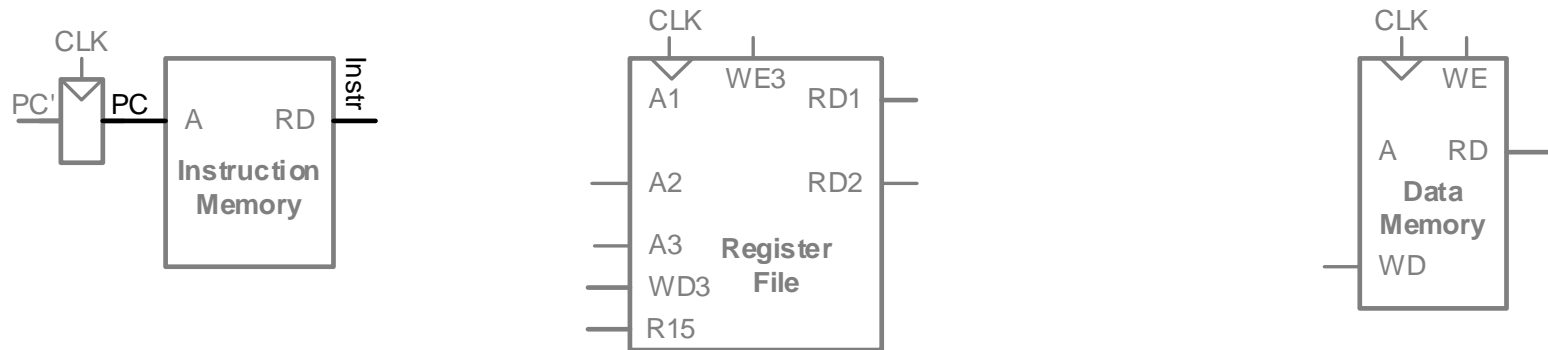 CLK
PC'
PC
A
RD
Instr
Instruction
Memory
CLK
WE3
A1
RD1
A2
RD2
A3
Register
File
WD3
R15
CLK
WE
A
RD
Data
Memory
WD